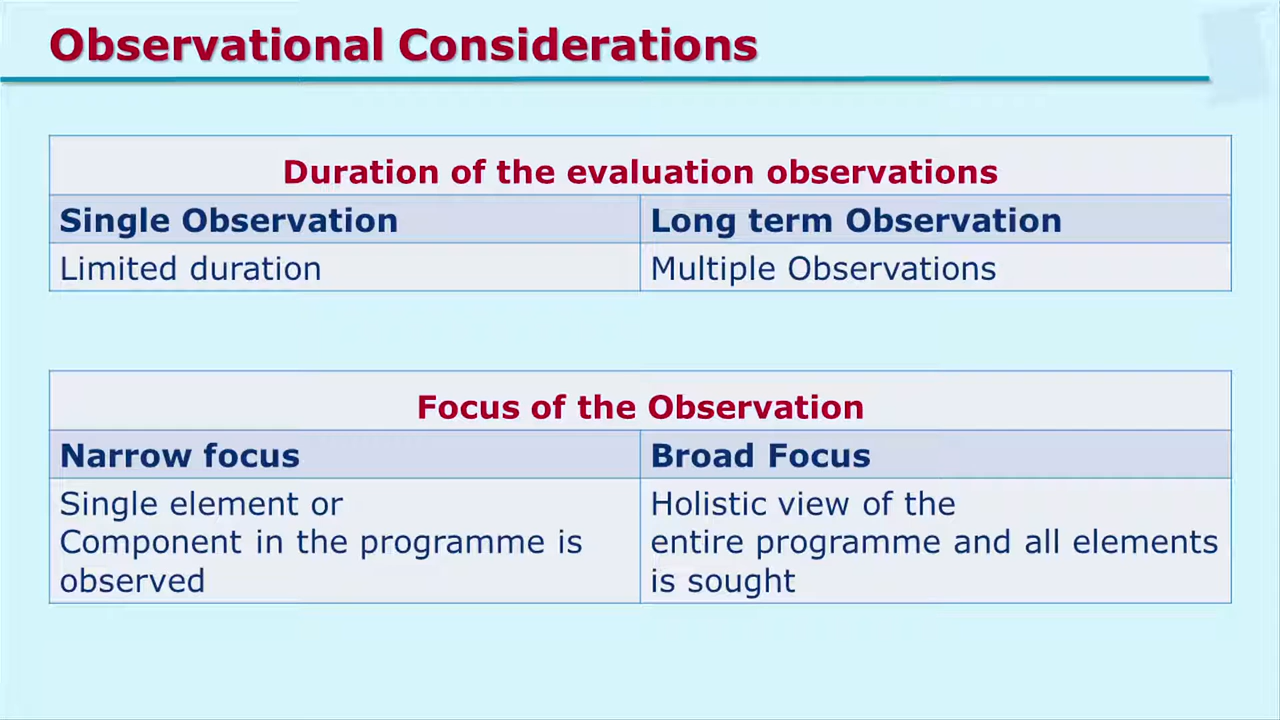 Observational Considerations
Duration of the evaluation observations
Single Observation
Long term Observation
Limited duration
Multiple Observations
Focus of the Observation
Narrow focus
Broad Focus
Single element or
Component in the programme is
observed
Holistic view of the
entire programme and all elements
is sought